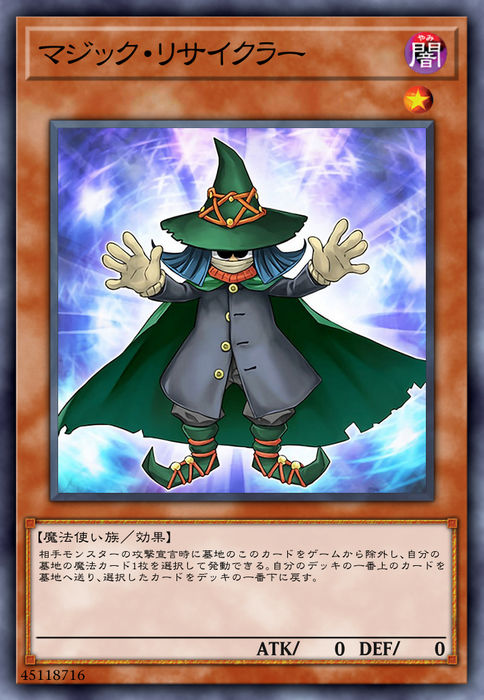 マジック・リサイクラー
やみ
闇
【魔法使い族/効果】
相手モンスターの攻撃宣言時に墓地のこのカードをゲームから除外し、自分の
墓地の魔法カード1枚を選択して発動できる。自分のデッキの一番上のカードを
墓地へ送り、選択したカードをデッキの一番下に戻す。
ATK/ 0 DEF/ 0
45118716